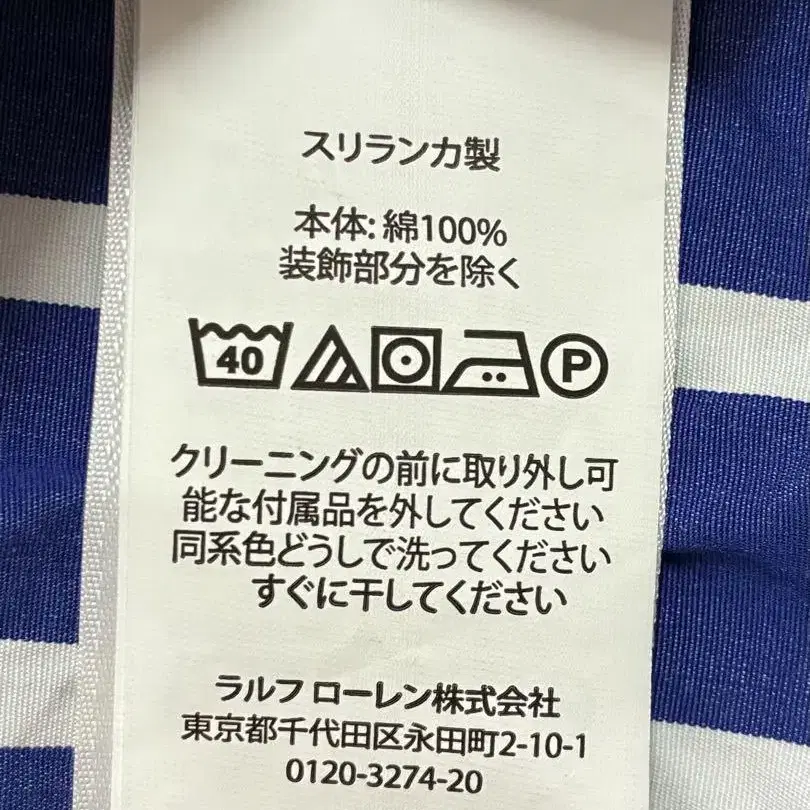 スリランカ製
本体: 綿100%
装飾部分を除く
40 P
クリーニングの前に取り外し可
能な付属品を外してください
同系色どうしで洗ってください
すぐに干してください
ラルフ ローレン株式会社
東京都千代田区永田町2-10-1
0120-3274-20